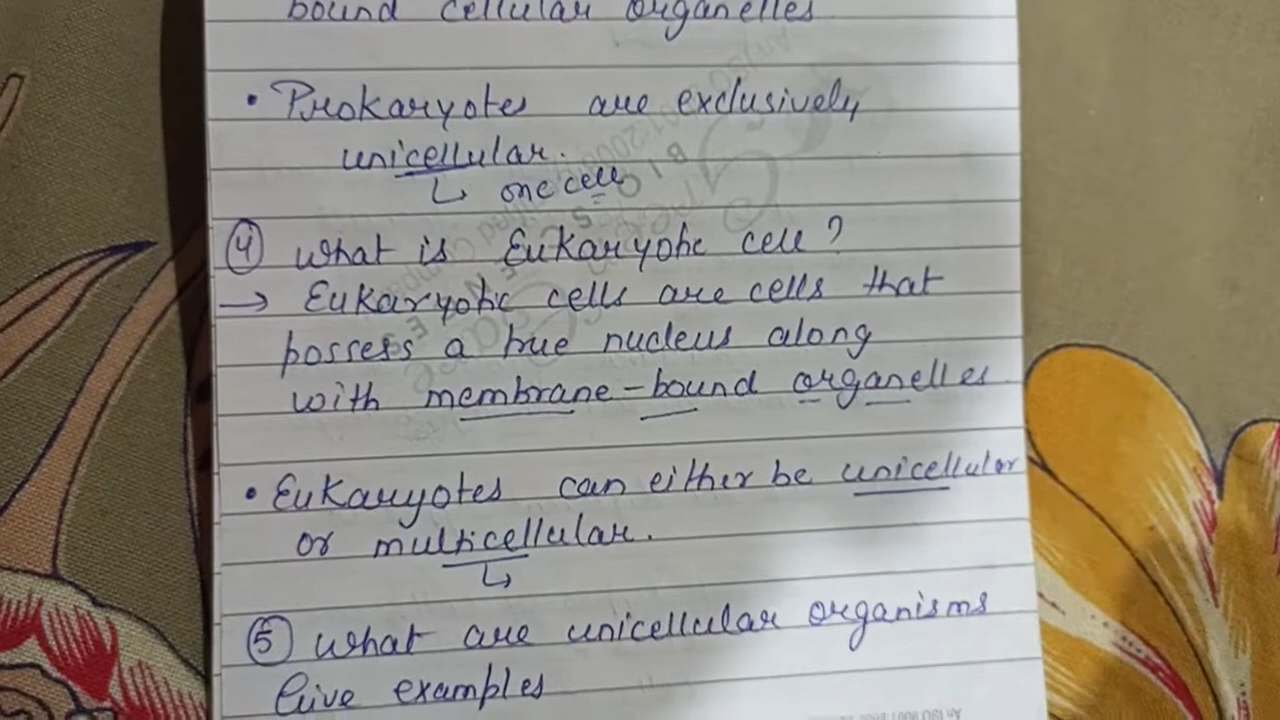 bound cellular organelles
• Prokaryotes are exclusively
unicellular.
↳ one cell
④ What is Eukaryotic cell?
→ Eukaryotic cells are cells that
possess a true nucleus along
with membrane-bound organelles
• Eukaryotes can either be unicellular
or multicellular.
↳
⑤ What are unicellular organisms
Give examples